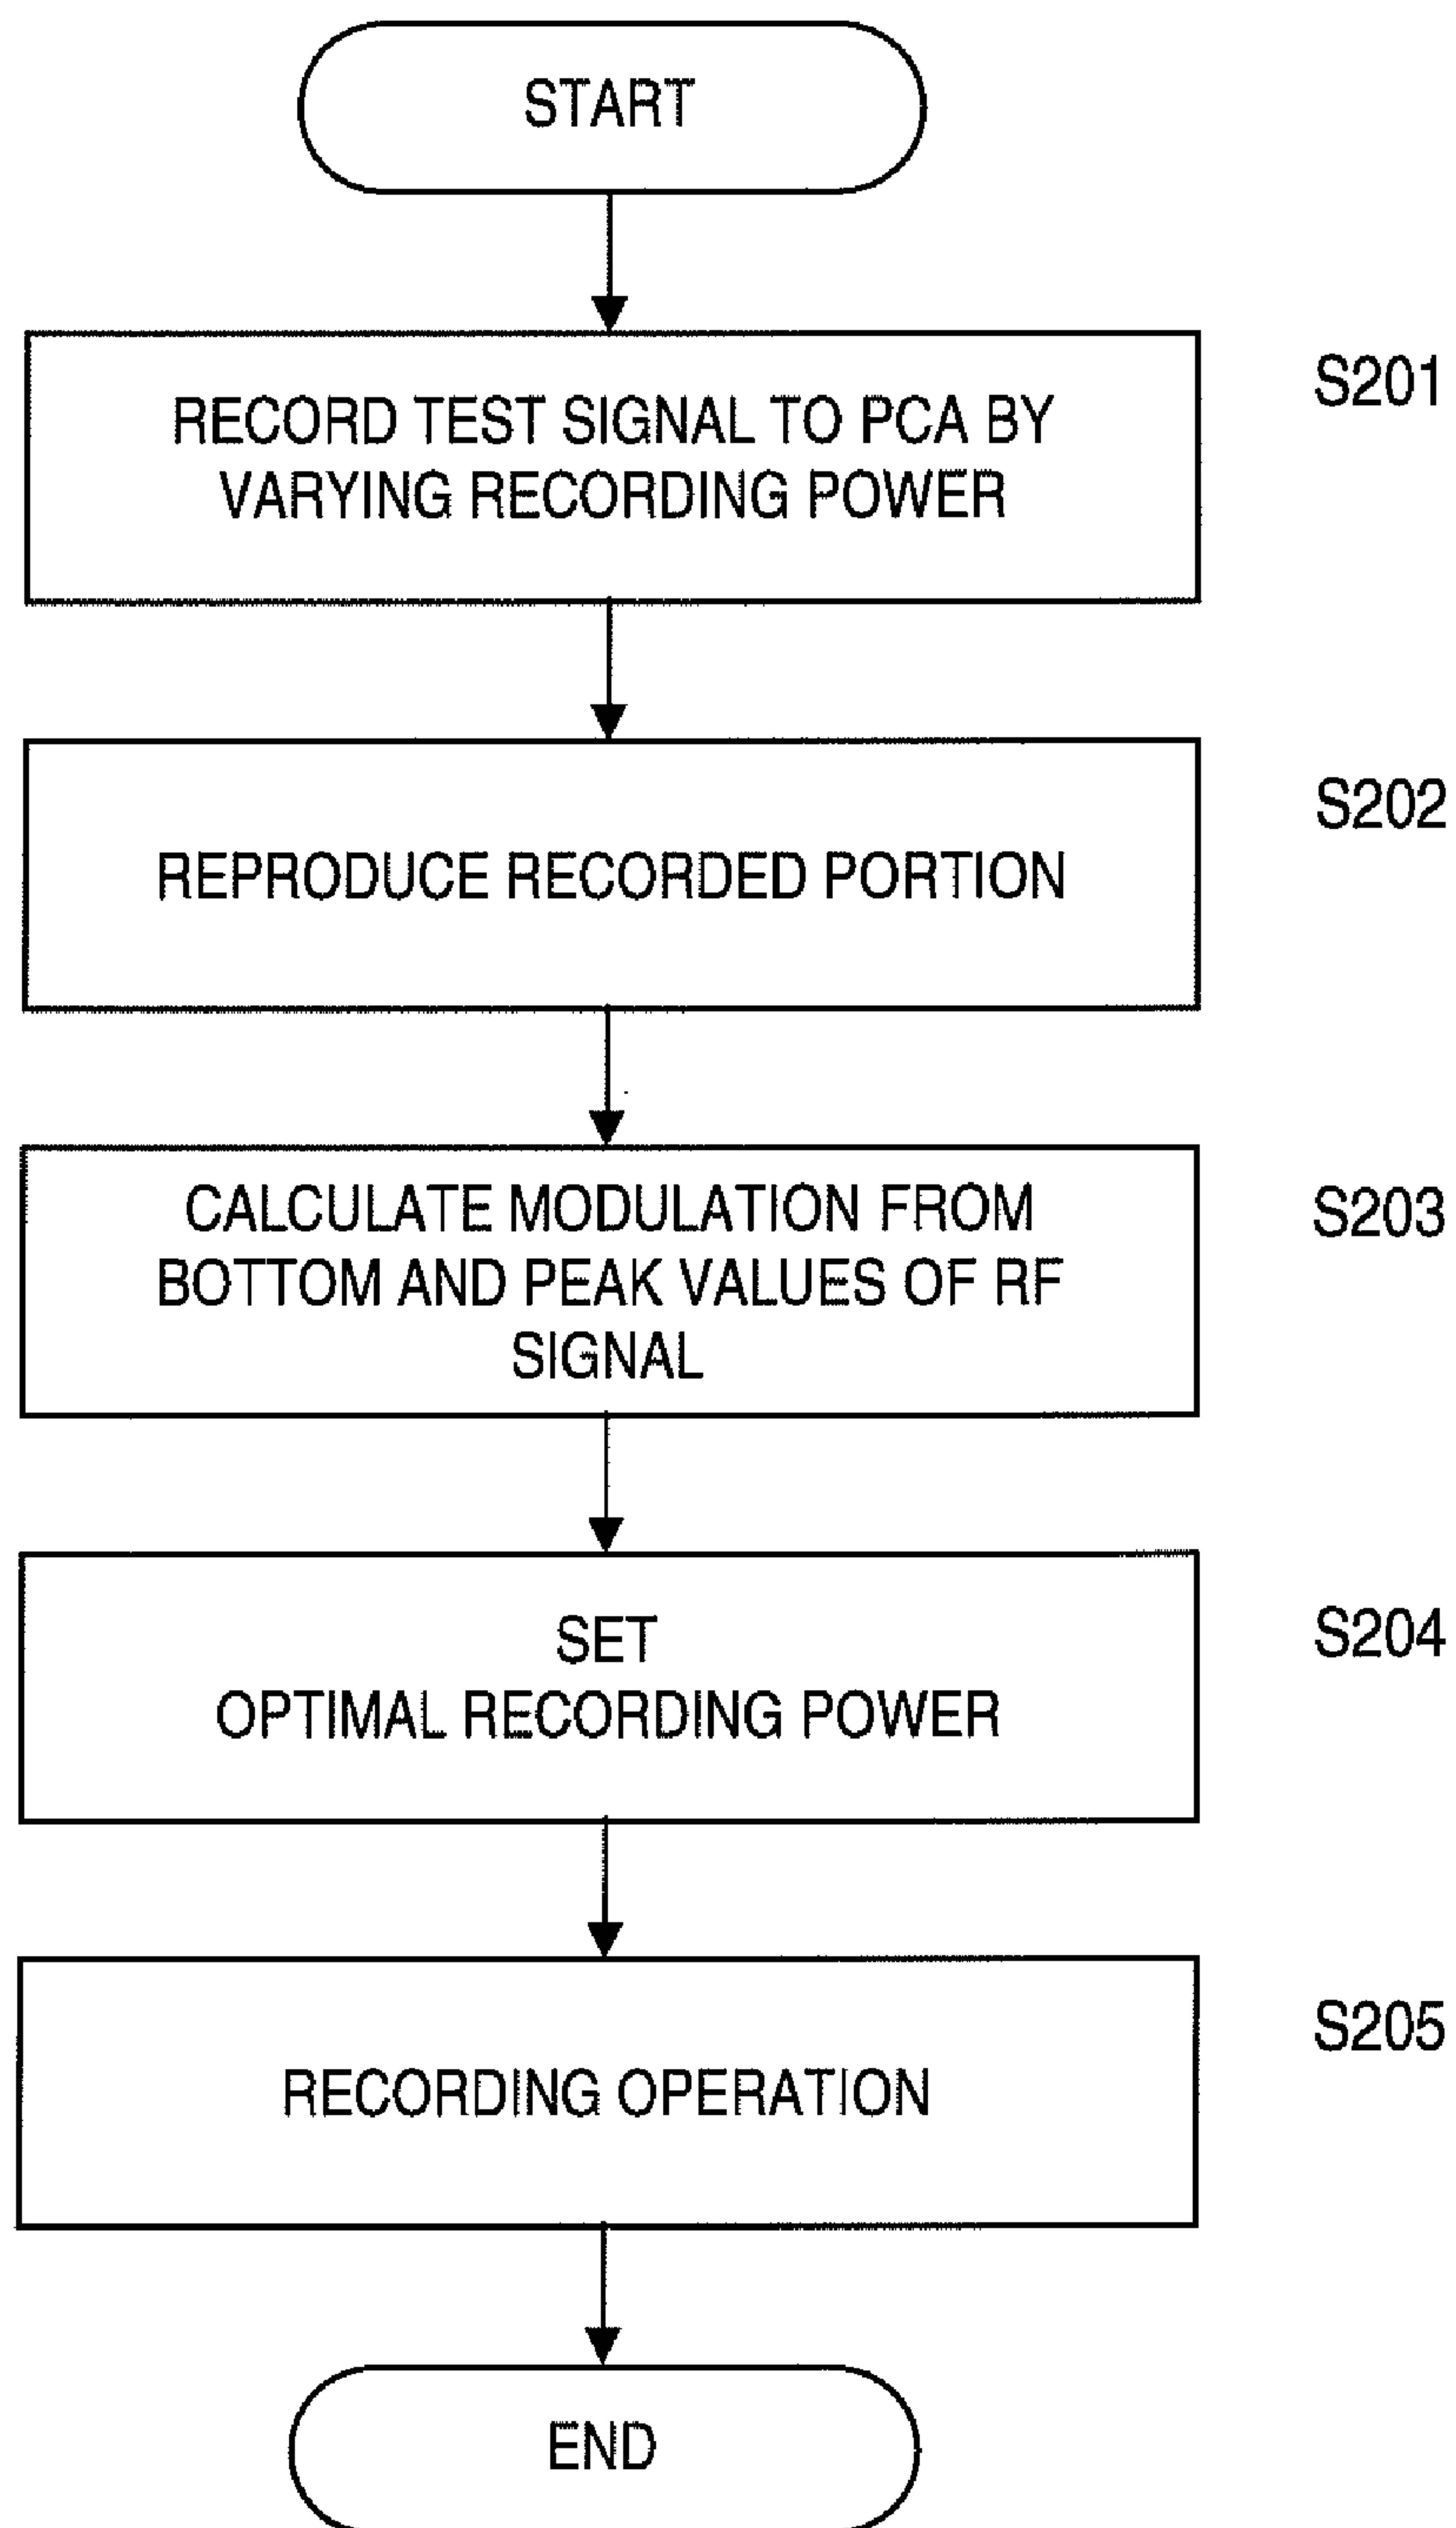 START
S201
RECORD TEST SIGNAL TO PCA BY
VARYING RECORDING POWER
S202
REPRODUCE RECORDED PORTION
S203
CALCULATE MODULATION FROM
BOTTOM AND PEAK VALUES OF RF
SIGNAL
S204
SET
OPTIMAL RECORDING POWER
S205
RECORDING OPERATION
END